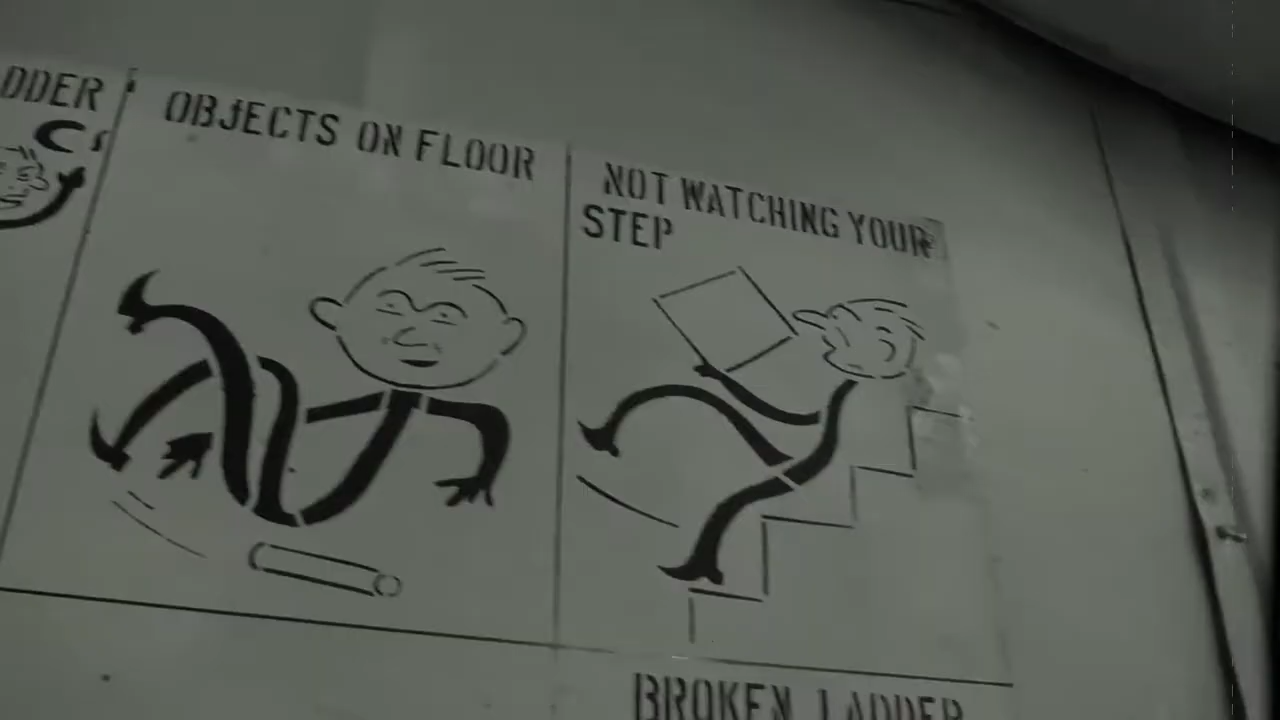 DDER
OBJECTS ON FLOOR
NOT WATCHING YOUR
STEP
BROKEN LADDER